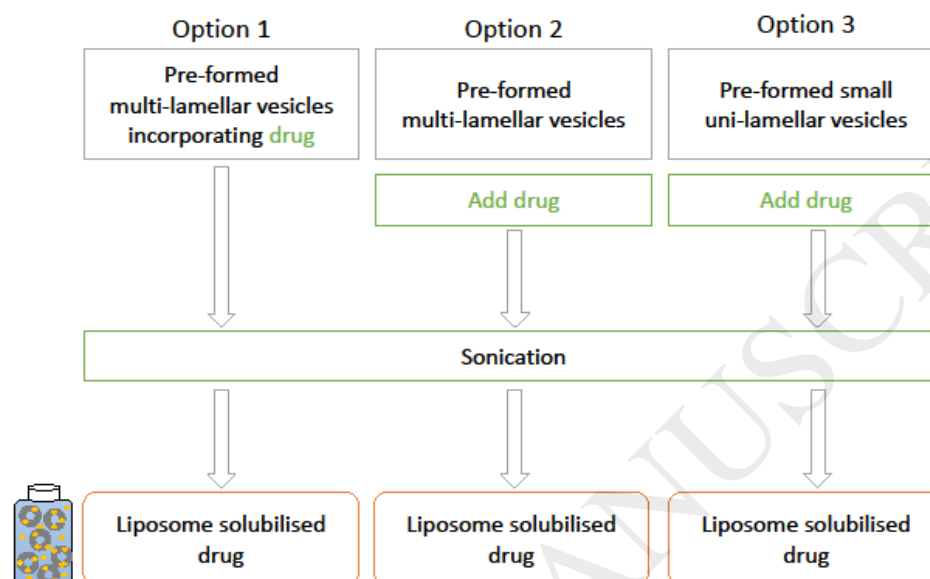 Option 1
Option 2
Option 3
Pre-formed
multi-lamellar vesicles
incorporating drug
Pre-formed
multi-lamellar vesicles
Pre-formed small
uni-lamellar vesicles
Add drug
Add drug
Sonication
Liposome solubilised
drug
Liposome solubilised
drug
Liposome solubilised
drug